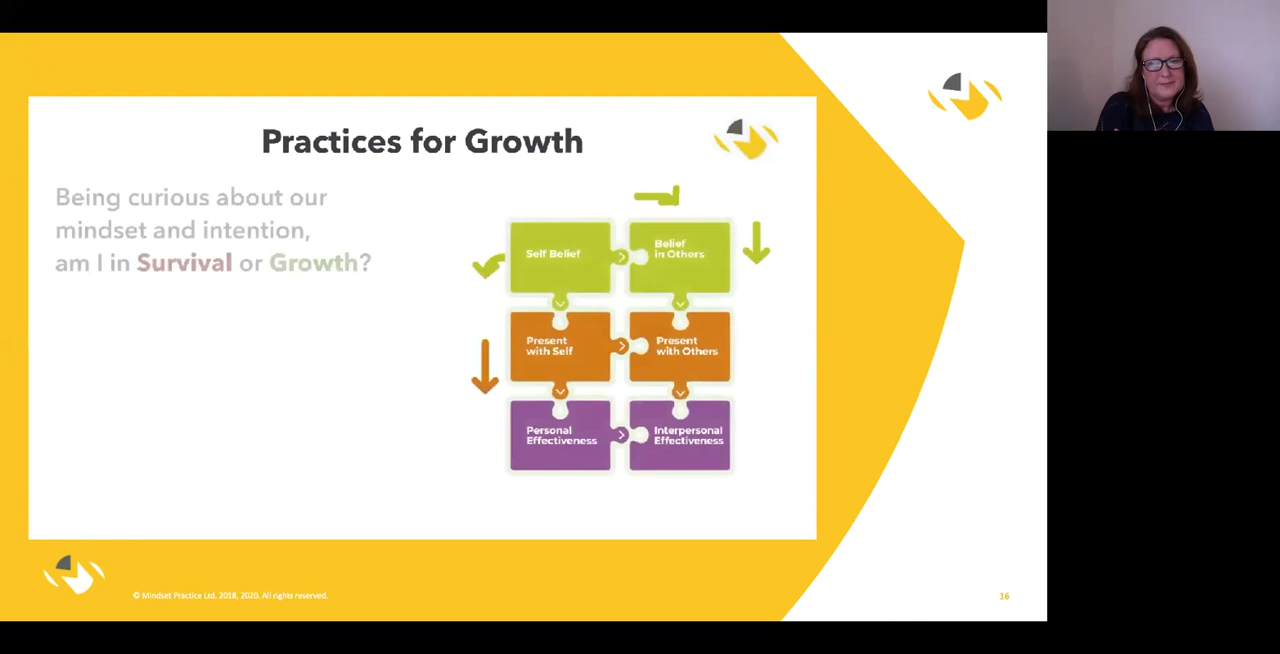 Practices for Growth
Being curious about our
mindset and intention,
am I in Survival or Growth?
Self Belief
Belief
in Others
Present
with Self
Present
with Others
Personal
Effectiveness
Interpersonal
Effectiveness
© Mindset Practice Ltd. 2018, 2020. All rights reserved.
16